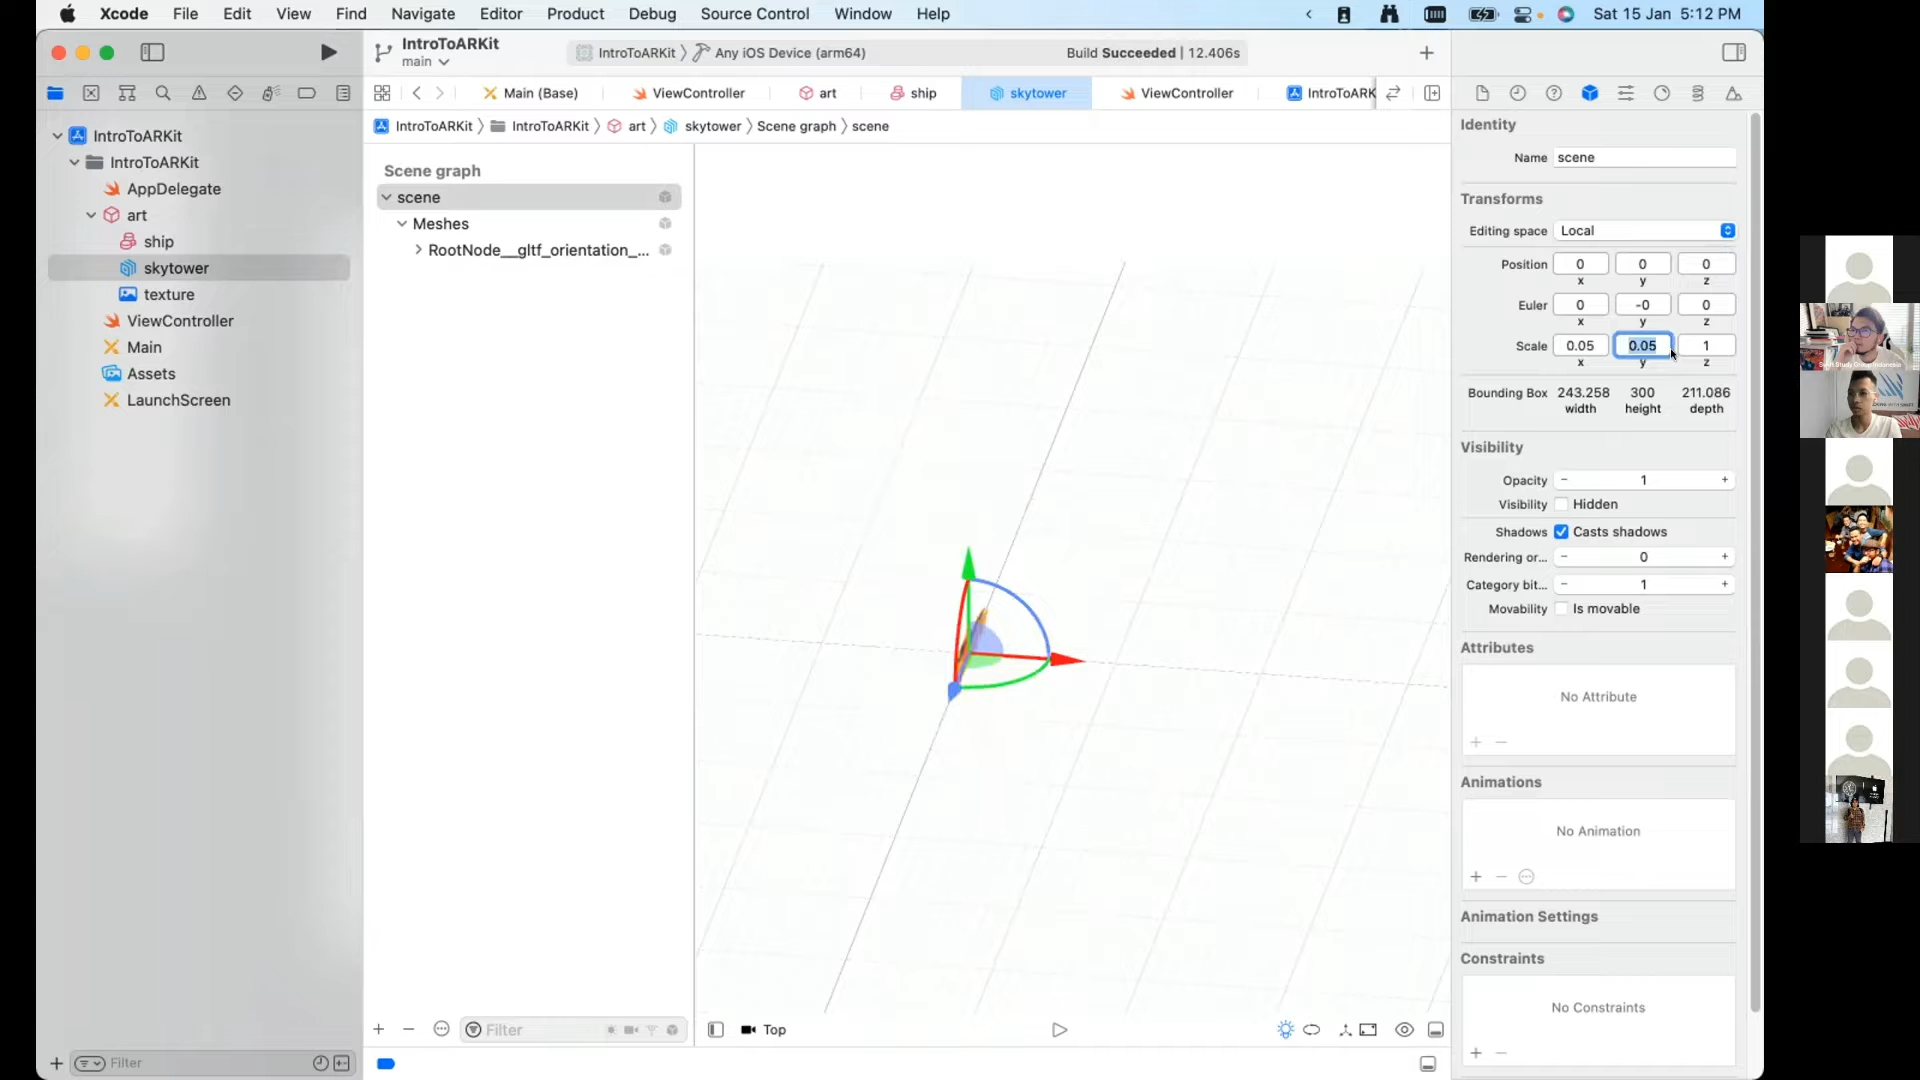 Xcode File Edit View Find Navigate Editor Product Debug Source Control Window Help
Sat 15 Jan 5:12 PM
IntroToARKit
main
IntroToARKit Any iOS Device (arm64)
Build Succeeded | 12.406s
Main (Base) ViewController art ship skytower ViewController IntroToARK
IntroToARKit IntroToARKit art skytower Scene graph scene
IntroToARKit
IntroToARKit
AppDelegate
art
ship
skytower
texture
ViewController
Main
Assets
LaunchScreen
Filter
Scene graph
scene
Meshes
RootNode__gltf_orientation_...
Filter
Top
Identity
Name scene
Transforms
Editing space Local
Position 0 0 0
x y z
Euler 0 -0 0
x y z
Scale 0.05 0.05 1
x y z
Bounding Box 243.258 300 211.086
width height depth
Visibility
Opacity 1
Visibility Hidden
Shadows Casts shadows
Rendering or... 0
Category bit... 1
Movability Is movable
Attributes
No Attribute
Animations
No Animation
Animation Settings
Constraints
No Constraints